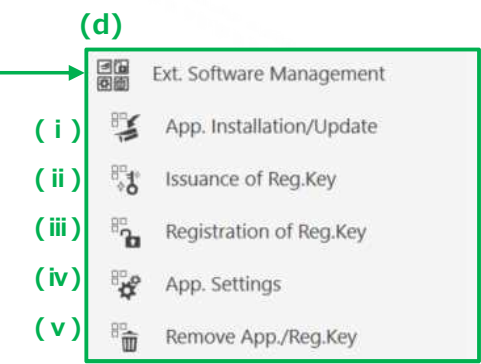 (d)
Ext. Software Management
(i) App. Installation/Update
(ii) Issuance of Reg.Key
(iii) Registration of Reg.Key
(iv) App. Settings
(v) Remove App./Reg.Key